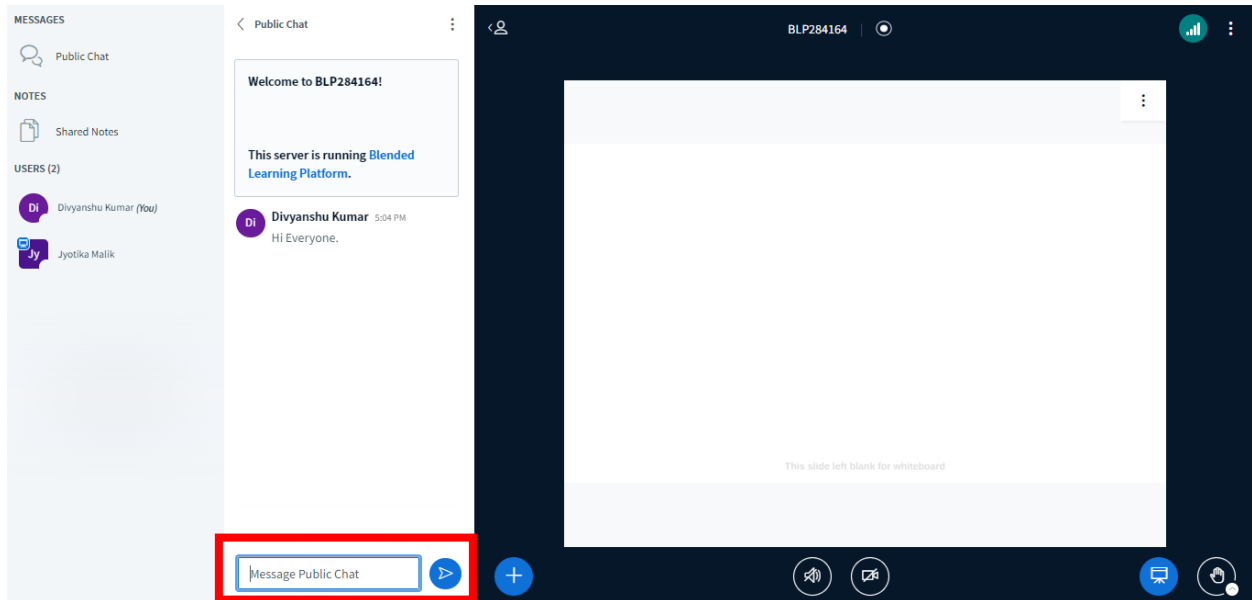 MESSAGES
Public Chat
NOTES
Shared Notes
USERS (2)
Di
Divyanshu Kumar (You)
Jy
Jyotika Malik
Public Chat
Welcome to BLP284164!
This server is running Blended
Learning Platform.
Di
Divyanshu Kumar 5:04 PM
Hi Everyone.
Message Public Chat
BLP284164
This slide left blank for whiteboard